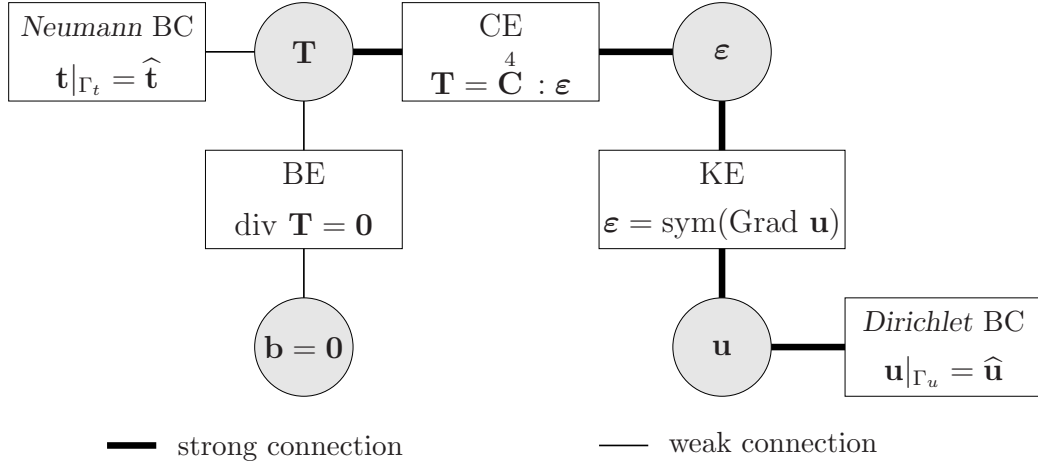 Neumann BC
t|Γt = t̂
T
CE
T = C⁴ : ε
ε
BE
div T = 0
KE
ε = sym(Grad u)
b = 0
u
Dirichlet BC
u|Γu = û
strong connection
weak connection